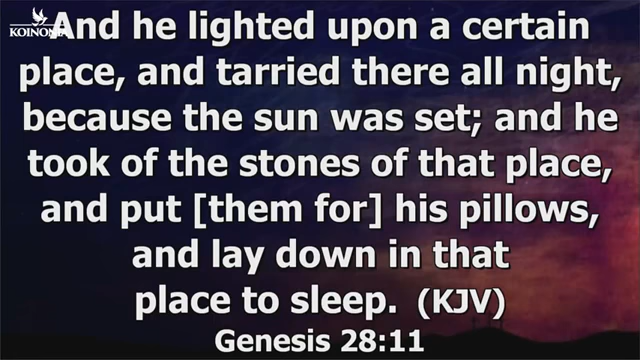 KOINONIA
And he lighted upon a certain
place, and tarried there all night,
because the sun was set; and he
took of the stones of that place,
and put [them for] his pillows,
and lay down in that
place to sleep. (KJV)
Genesis 28:11